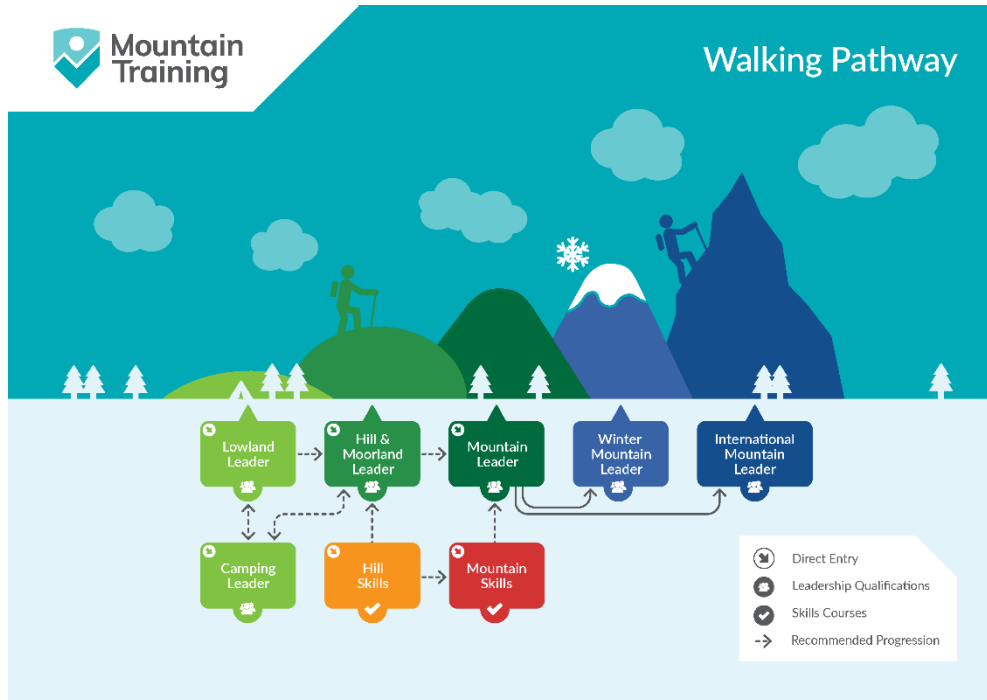 Mountain
Training
Walking Pathway
Lowland
Leader
Hill &
Moorland
Leader
Mountain
Leader
Winter
Mountain
Leader
International
Mountain
Leader
Camping
Leader
Hill
Skills
Mountain
Skills
Direct Entry
Leadership Qualifications
Skills Courses
Recommended Progression